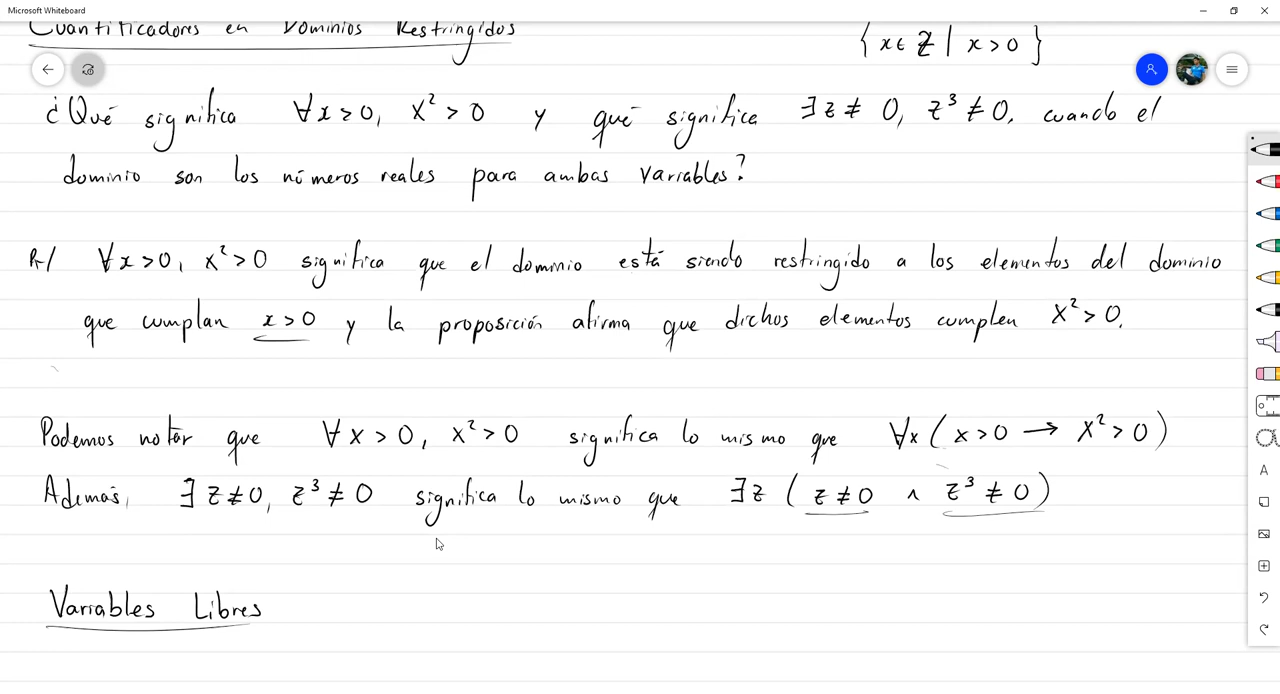 Microsoft Whiteboard
Cuantificadores en Dominios Restringidos
{ x ∈ Z | x > 0 }
¿Qué significa ∀x > 0, x² > 0 y qué significa ∃z ≠ 0, z³ ≠ 0, cuando el
dominio son los números reales para ambas variables?
R/ ∀x > 0, x² > 0 significa que el dominio está siendo restringido a los elementos del dominio
que cumplan x > 0 y la proposición afirma que dichos elementos cumplen x² > 0.
Podemos notar que ∀x > 0, x² > 0 significa lo mismo que ∀x ( x > 0 → x² > 0 )
Además, ∃z ≠ 0, z³ ≠ 0 significa lo mismo que ∃z ( z ≠ 0 ∧ z³ ≠ 0 )
Variables Libres